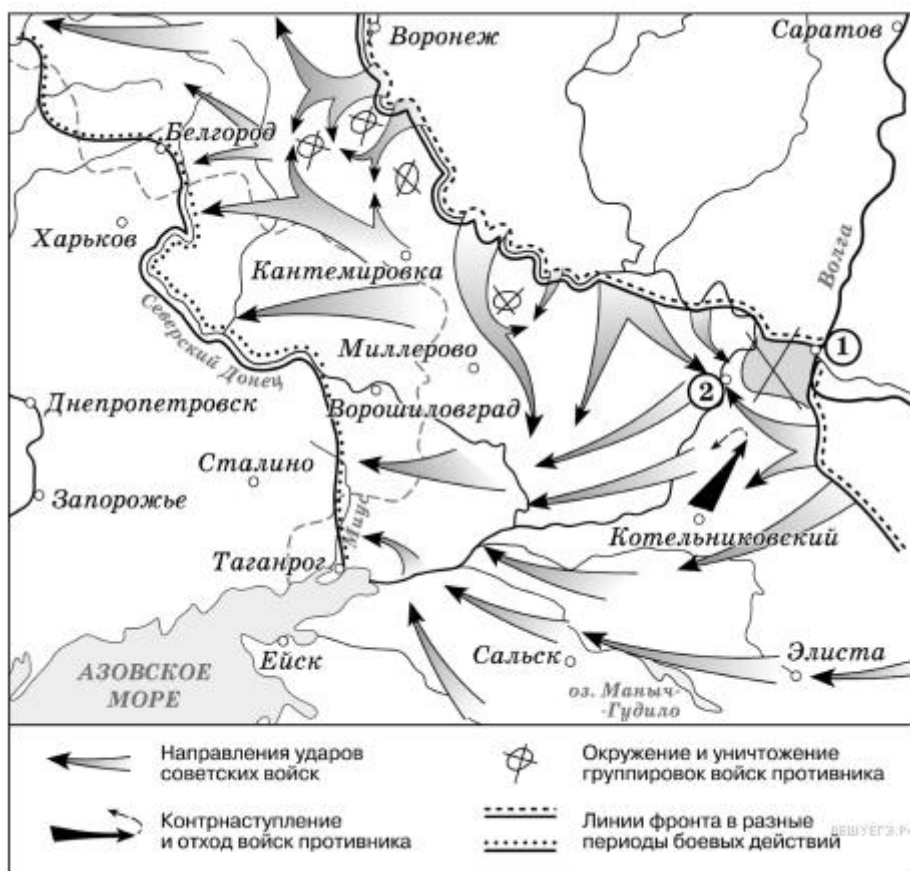 Воронеж
Саратов
Белгород
Харьков
Волга
Кантемировка
Северский Донец
Миллерово
1
2
Днепропетровск
Ворошиловград
Сталино
Запорожье
Миус
Котельниковский
Таганрог
Ейск
Сальск
Элиста
АЗОВСКОЕ
МОРЕ
оз. Маныч-
-Гудило
Направления ударов
советских войск
Окружение и уничтожение
группировок войск противника
Контрнаступление
и отход войск противника
Линии фронта в разные
периоды боевых действий